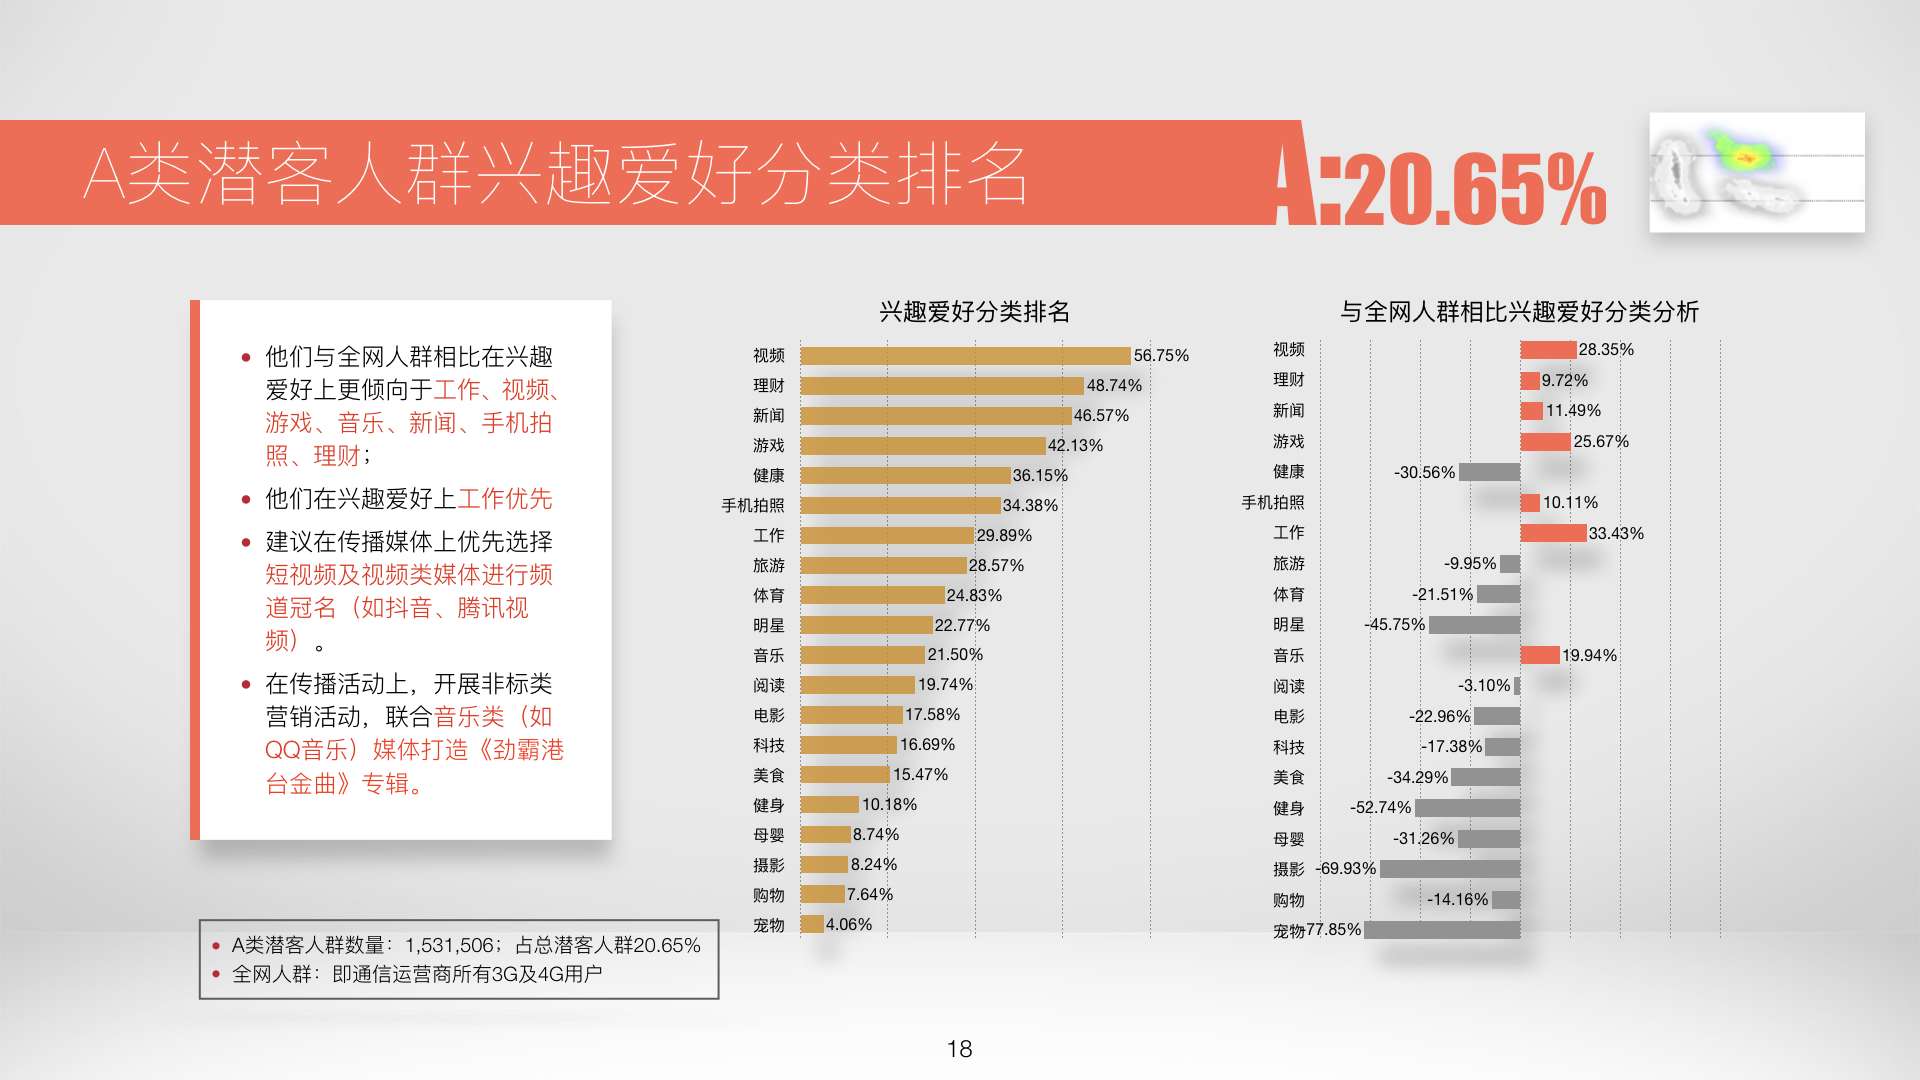 A类潜客人群兴趣爱好分类排名
A:20.65%
• 他们与全网人群相比在兴趣
爱好上更倾向于工作、视频、
游戏、音乐、新闻、手机拍
照、理财；
• 他们在兴趣爱好上工作优先
• 建议在传播媒体上优先选择
短视频及视频类媒体进行频
道冠名（如抖音、腾讯视
频）。
• 在传播活动上，开展非标类
营销活动，联合音乐类（如
QQ音乐）媒体打造《劲霸港
台金曲》专辑。
兴趣爱好分类排名
视频 56.75%
理财 48.74%
新闻 46.57%
游戏 42.13%
健康 36.15%
手机拍照 34.38%
工作 29.89%
旅游 28.57%
体育 24.83%
明星 22.77%
音乐 21.50%
阅读 19.74%
电影 17.58%
科技 16.69%
美食 15.47%
健身 10.18%
母婴 8.74%
摄影 8.24%
购物 7.64%
宠物 4.06%
与全网人群相比兴趣爱好分类分析
视频 28.35%
理财 9.72%
新闻 11.49%
游戏 25.67%
健康 -30.56%
手机拍照 10.11%
工作 33.43%
旅游 -9.95%
体育 -21.51%
明星 -45.75%
音乐 19.94%
阅读 -3.10%
电影 -22.96%
科技 -17.38%
美食 -34.29%
健身 -52.74%
母婴 -31.26%
摄影 -69.93%
购物 -14.16%
宠物 -77.85%
• A类潜客人群数量：1,531,506；占总潜客人群20.65%
• 全网人群：即通信运营商所有3G及4G用户
18